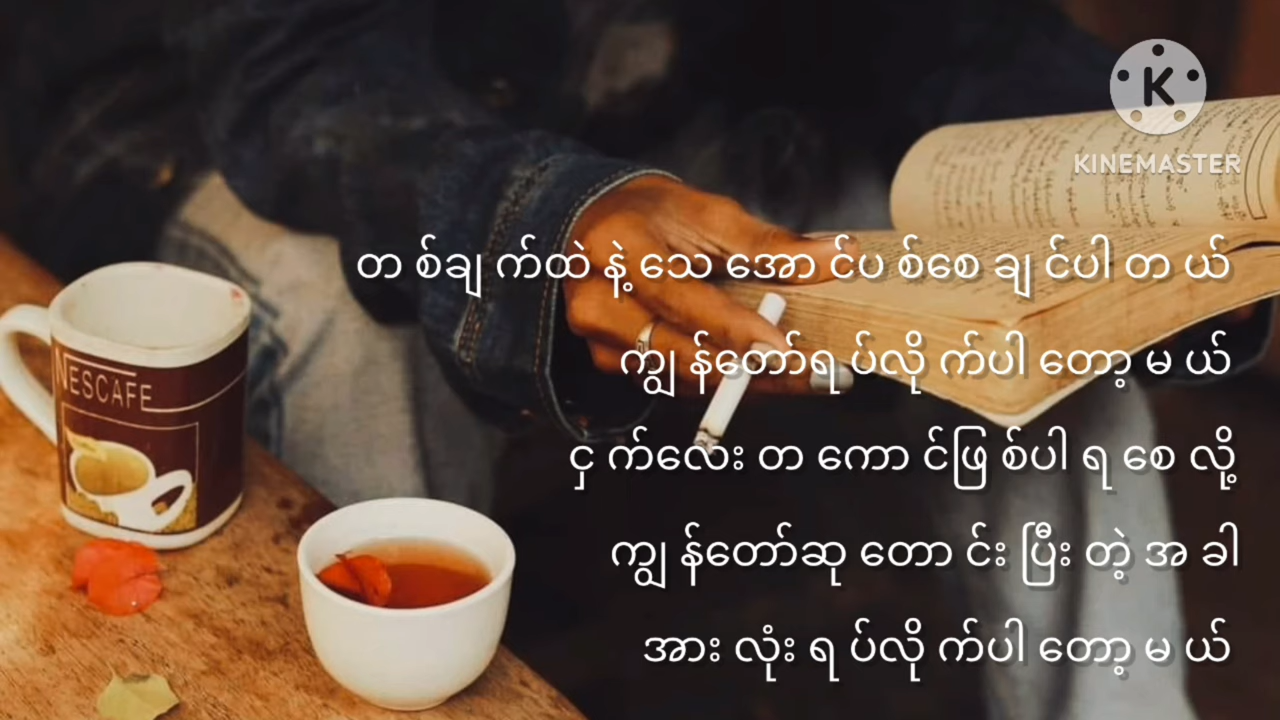 KINEMASTER
တစ်ချက်ထဲနဲ့ သေအောင်ပစ်စေချင်ပါတယ်
ကျွန်တော်ရပ်လိုက်ပါတော့မယ်
ငှက်လေးတကောင်ဖြစ်ပါရစေလို့
ကျွန်တော်ဆုတောင်းပြီးတဲ့အခါ
အားလုံးရပ်လိုက်ပါတော့မယ်
NESCAFE